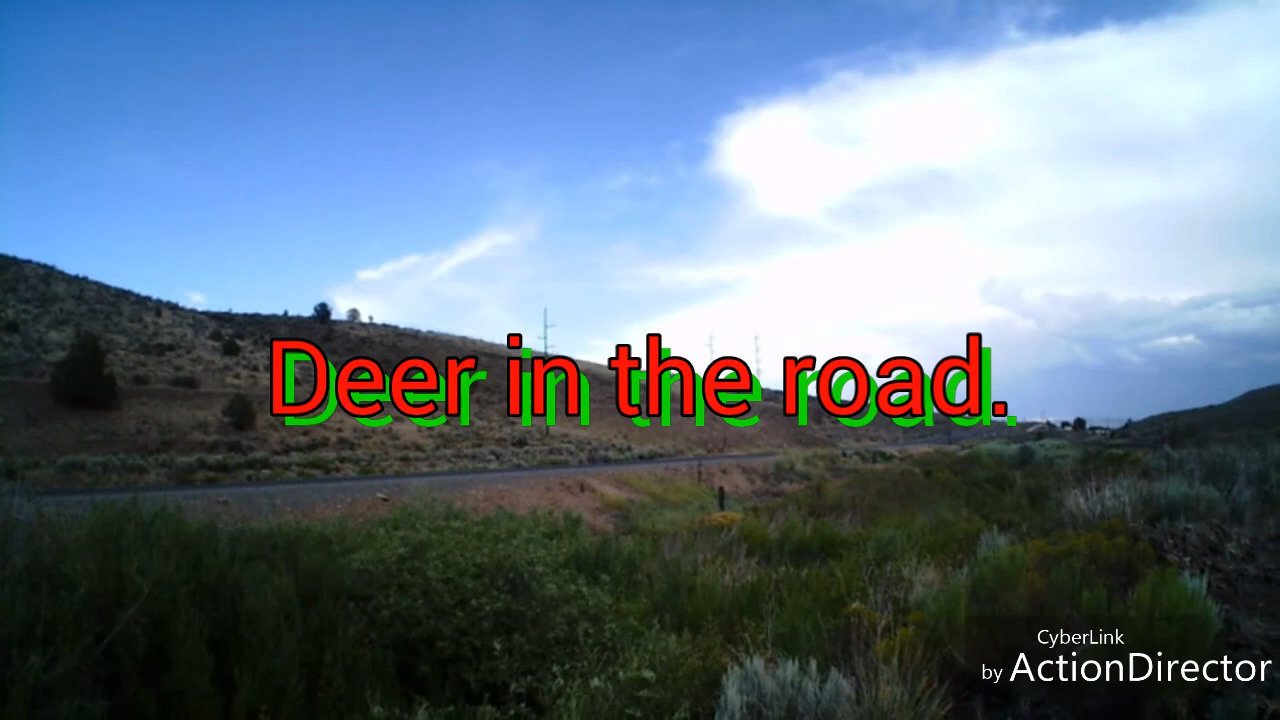 Deer in the road.
CyberLink
by ActionDirector